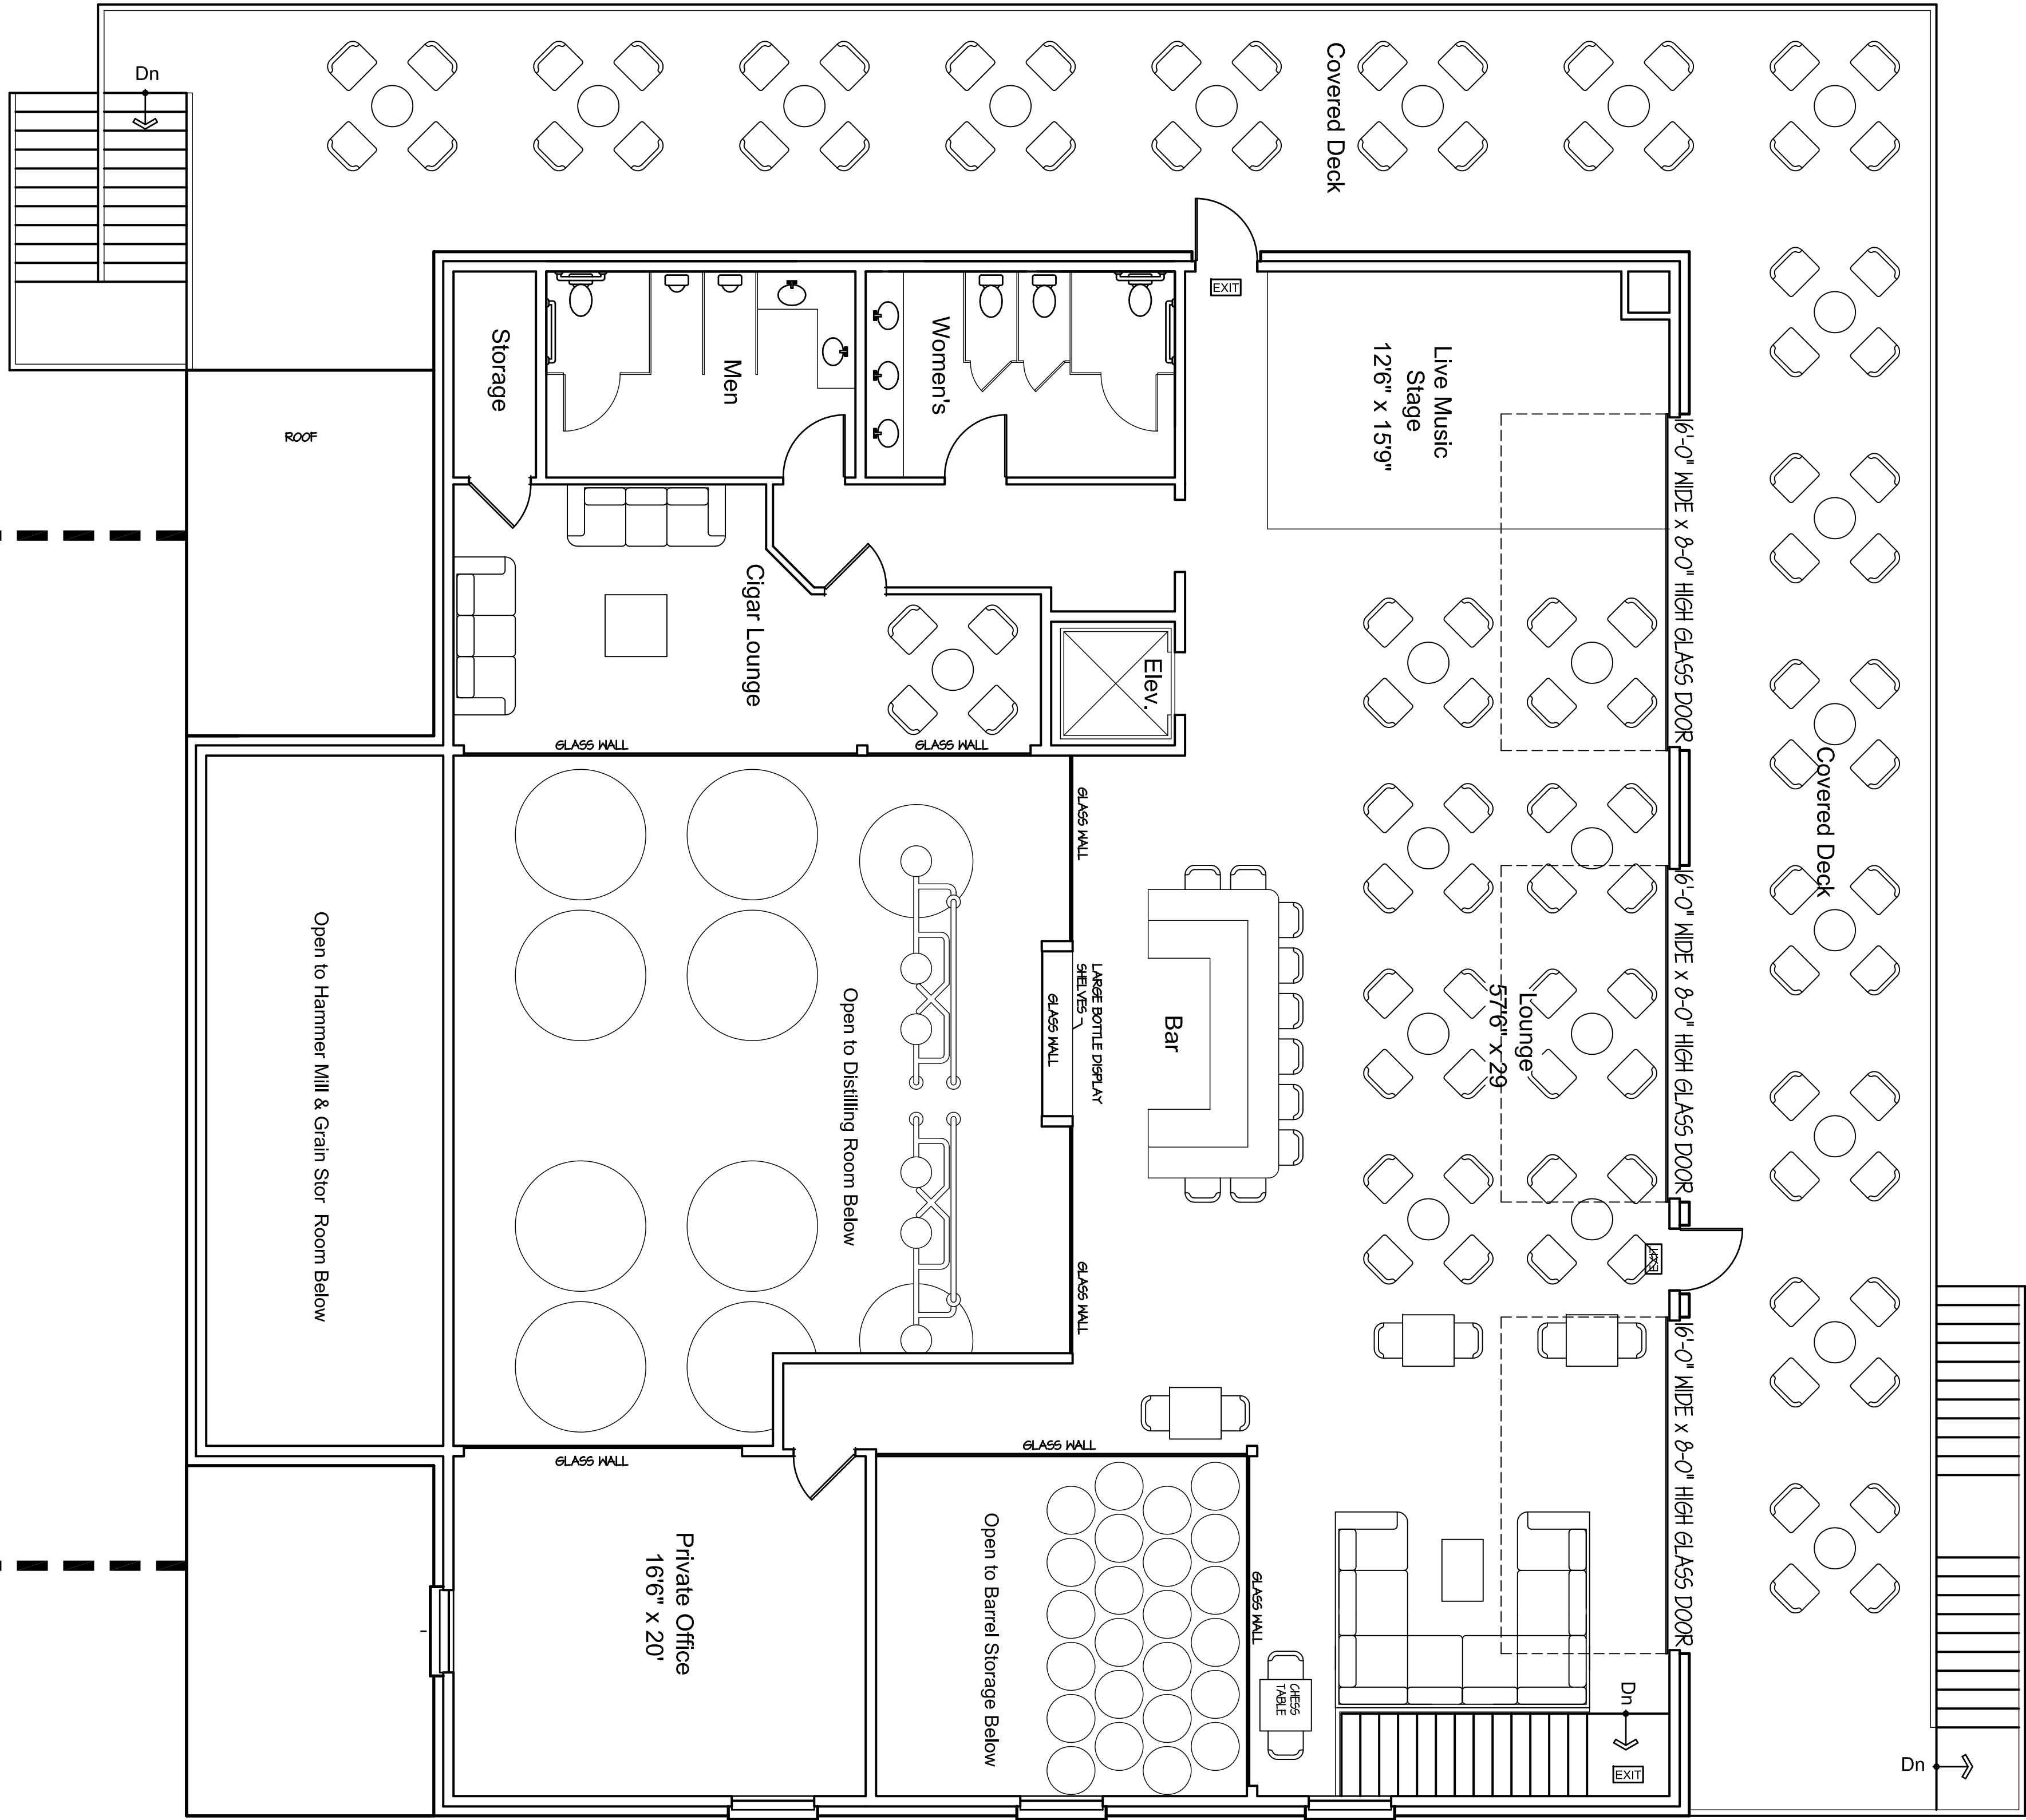 Dn
Covered Deck
EXIT
Storage
Men
Women's
Live Music
Stage
12'6" x 15'9"
16'-0" WIDE x 8-0" HIGH GLASS DOOR
ROOF
Cigar Lounge
Elev.
GLASS WALL
GLASS WALL
GLASS WALL
Covered Deck
16'-0" WIDE x 8-0" HIGH GLASS DOOR
Open to Hammer Mill & Grain Stor Room Below
Open to Distilling Room Below
GLASS WALL
LARGE BOTTLE DISPLAY
SHELVES
Bar
Lounge
57'6" x 29
EXIT
GLASS WALL
16'-0" WIDE x 8-0" HIGH GLASS DOOR
GLASS WALL
GLASS WALL
Private Office
16'6" x 20'
Open to Barrel Storage Below
GLASS WALL
CHESS
TABLE
Dn
EXIT
Dn